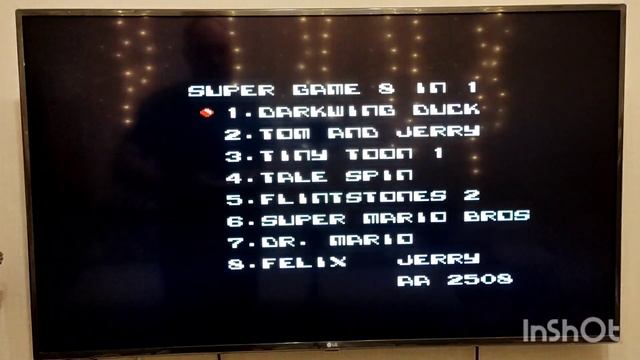 SUPER GAME 8 IN 1
1.DARKWING DUCK
2.TOM AND JERRY
3.TINY TOON 1
4.TALE SPIN
5.FLINTSTONES 2
6.SUPER MARIO BROS
7.DR. MARIO
8.FELIX JERRY
AA 2508
LG
InShOt